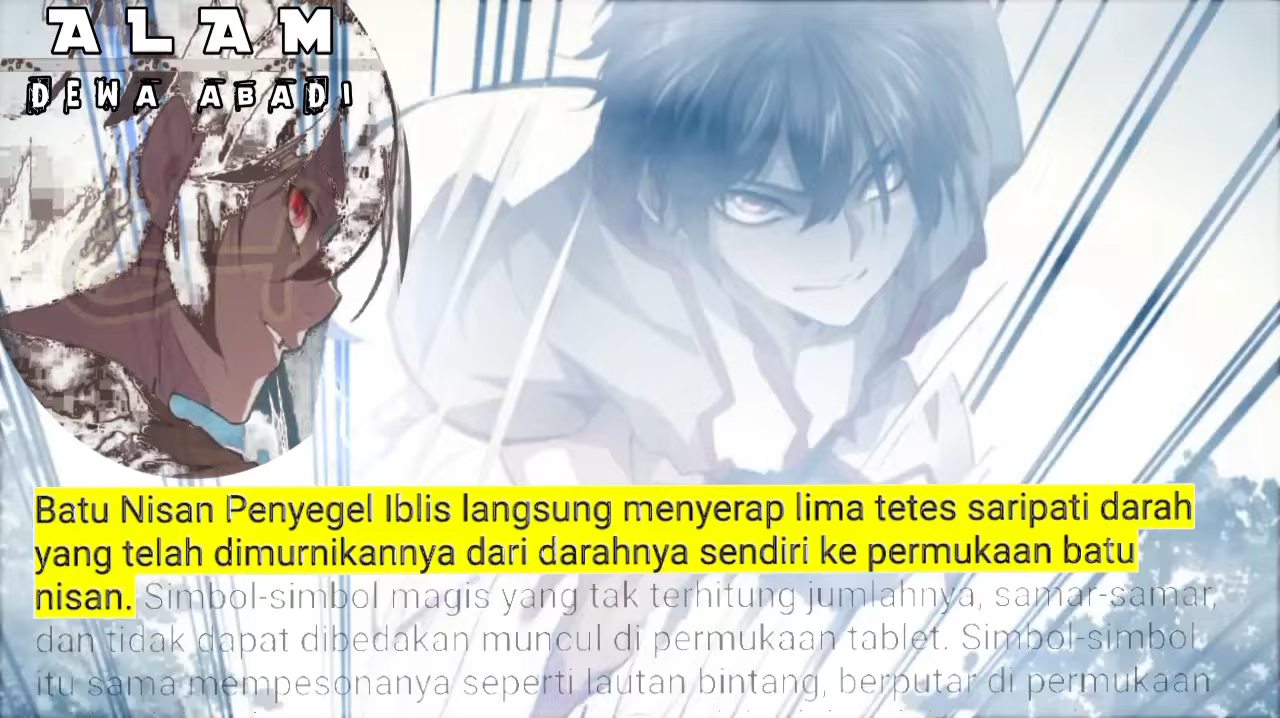 ALAM
DEWA ABADI
Batu Nisan Penyegel Iblis langsung menyerap lima tetes saripati darah
yang telah dimurnikannya dari darahnya sendiri ke permukaan batu
nisan. Simbol-simbol magis yang tak terhitung jumlahnya, samar-samar,
dan tidak dapat dibedakan muncul di permukaan tablet. Simbol-simbol
itu sama mempesonanya seperti lautan bintang, berputar di permukaan